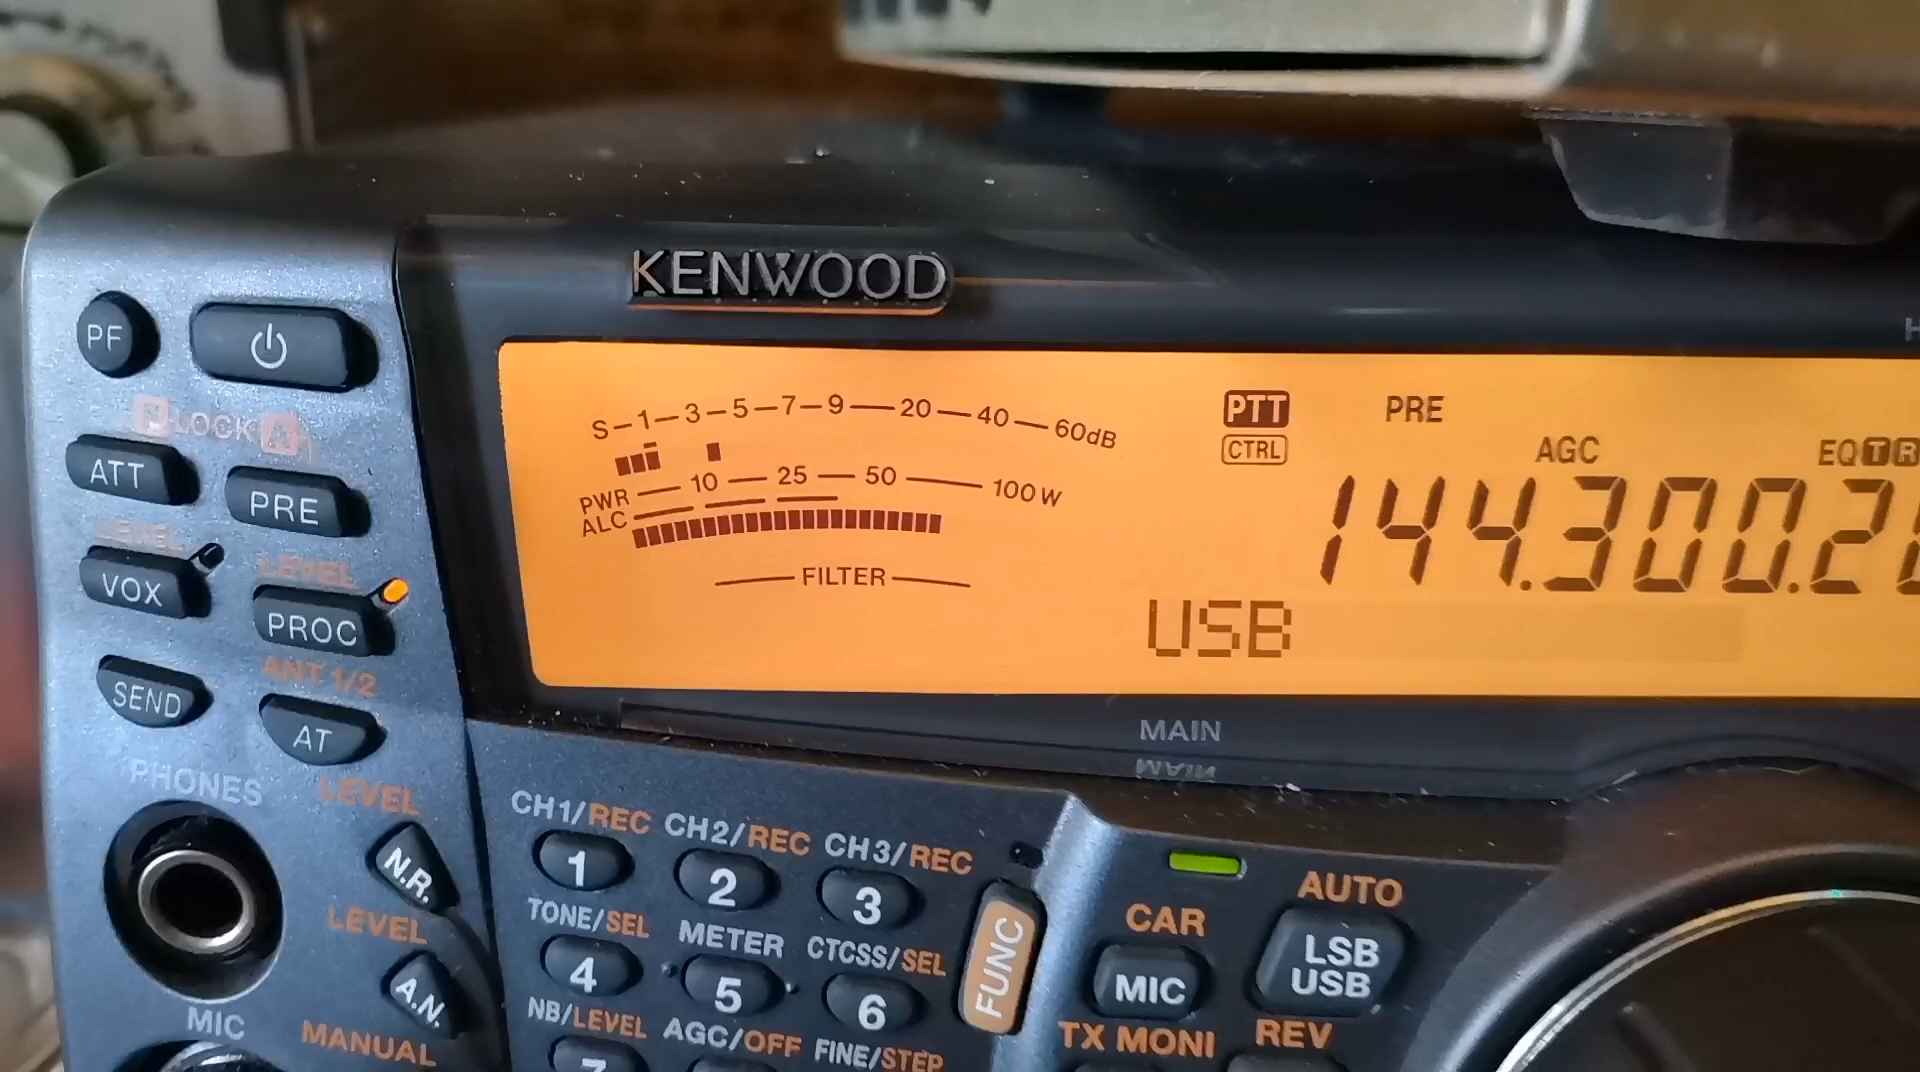 KENWOOD
PF
F LOCK A
ATT
PRE
LEVEL
VOX
LEVEL
PROC
SEND
ANT 1/2
AT
PHONES
LEVEL
N.R.
LEVEL
A.N.
MIC
MANUAL
S 1 3 5 7 9 20 40 60dB
PWR 10 25 50 100W
ALC
FILTER
PTT
CTRL
PRE
AGC
EQ T R
144.300.2
USB
MAIN
CH1/REC CH2/REC CH3/REC
1 2 3
TONE/SEL METER CTCSS/SEL
4 5 6
NB/LEVEL AGC/OFF FINE/STEP
7
FUNC
CAR
MIC
AUTO
LSB
USB
TX MONI
REV